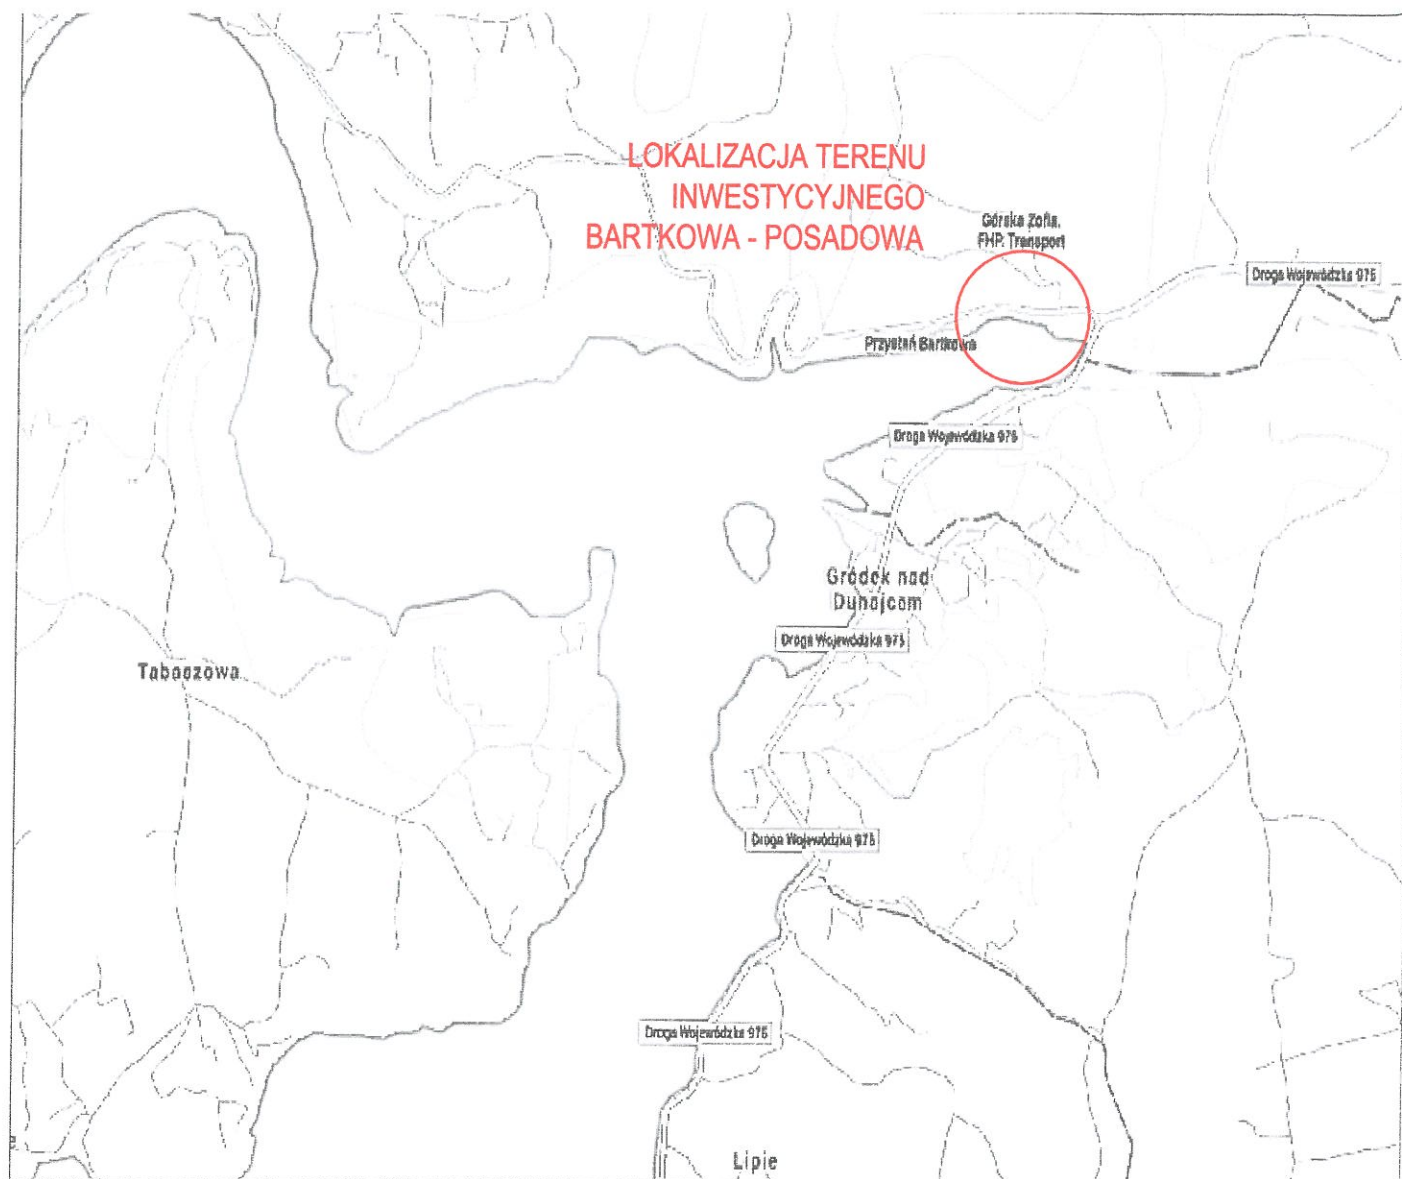 LOKALIZACJA TERENU
INWESTYCYJNEGO
BARTKOWA - POSADOWA
Górska Zofia.
FHP. Transport
Droga Wojewódzka 975
Przystań Bartkowa
Droga Wojewódzka 975
Gródek nad
Dunajcem
Droga Wojewódzka 975
Tabaszowa
Droga Wojewódzka 975
Droga Wojewódzka 975
Lipie